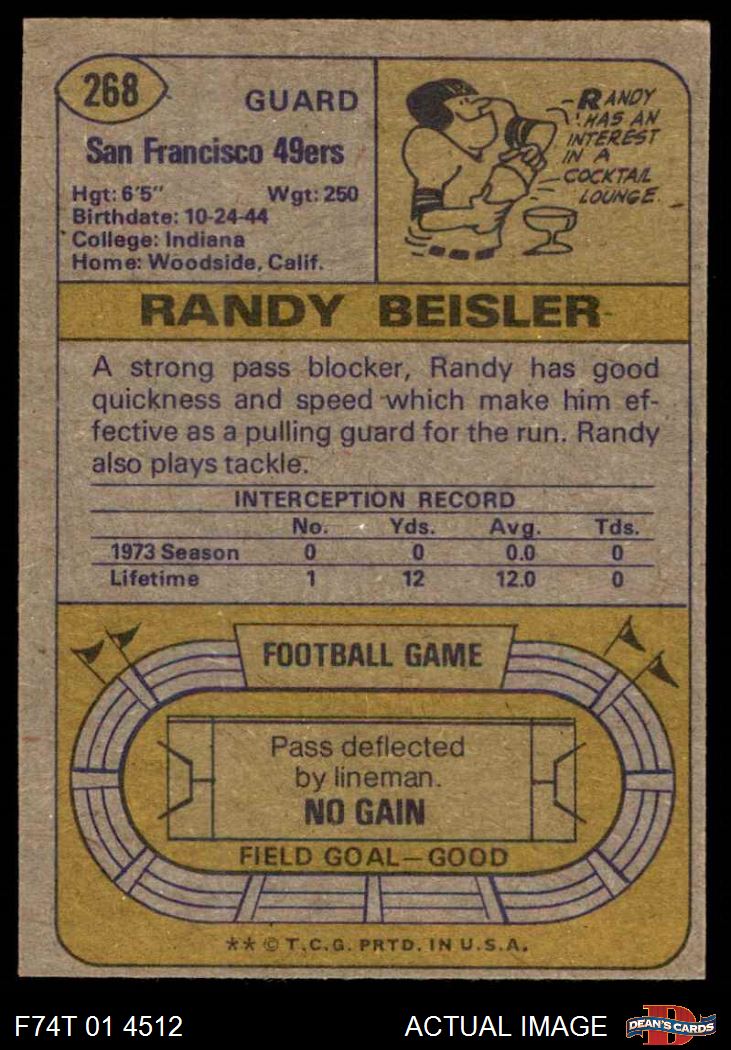 268
GUARD
San Francisco 49ers
Hgt: 6'5" Wgt: 250
Birthdate: 10-24-44
College: Indiana
Home: Woodside, Calif.
RANDY
HAS AN
INTEREST
IN A
COCKTAIL
LOUNGE.
RANDY BEISLER
A strong pass blocker, Randy has good
quickness and speed which make him ef-
fective as a pulling guard for the run. Randy
also plays tackle.
INTERCEPTION RECORD
No. Yds. Avg. Tds.
1973 Season 0 0 0.0 0
Lifetime 1 12 12.0 0
FOOTBALL GAME
Pass deflected
by lineman.
NO GAIN
FIELD GOAL—GOOD
** © T.C.G. PRTD. IN U.S.A.
F74T 01 4512
ACTUAL IMAGE
D
DEAN'S CARDS